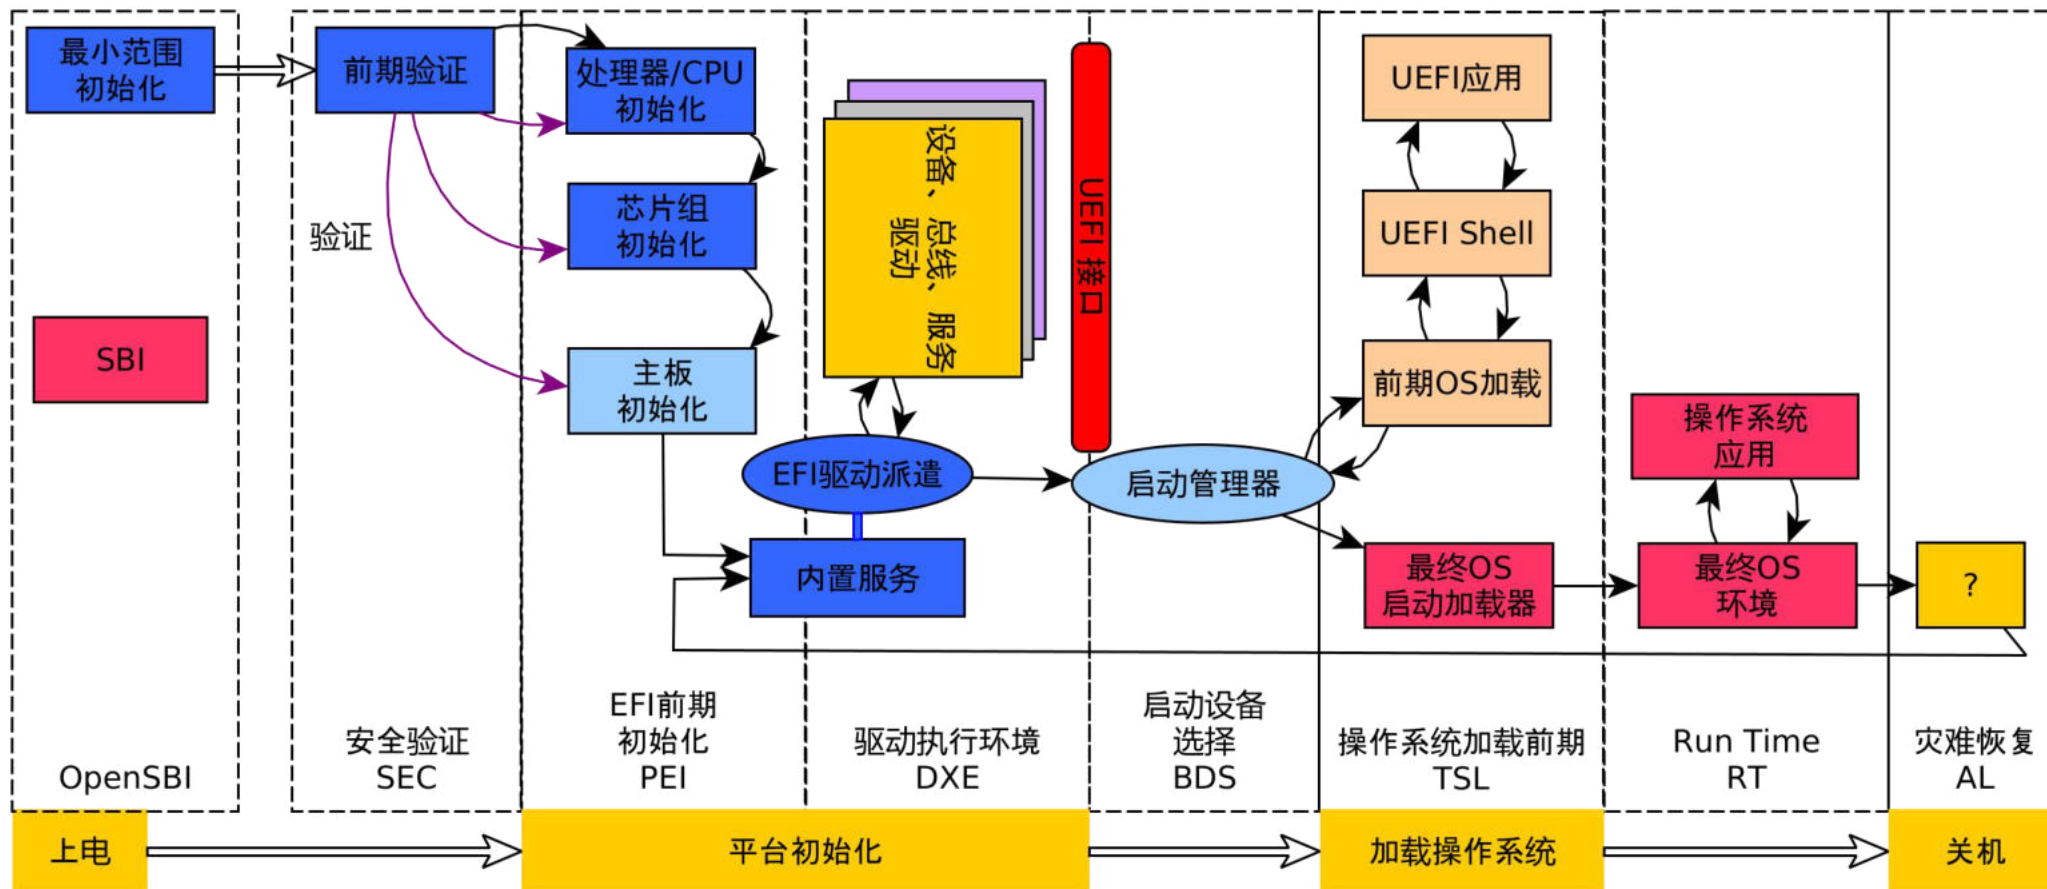 最小范围
初始化
SBI
OpenSBI
前期验证
验证
安全验证
SEC
处理器/CPU
初始化
芯片组
初始化
主板
初始化
EFI前期
初始化
PEI
设备、总线、服务
驱动
EFI驱动派遣
内置服务
驱动执行环境
DXE
UEFI 接口
启动管理器
启动设备
选择
BDS
UEFI应用
UEFI Shell
前期OS加载
最终OS
启动加载器
操作系统加载前期
TSL
操作系统
应用
最终OS
环境
Run Time
RT
?
灾难恢复
AL
上电
平台初始化
加载操作系统
关机